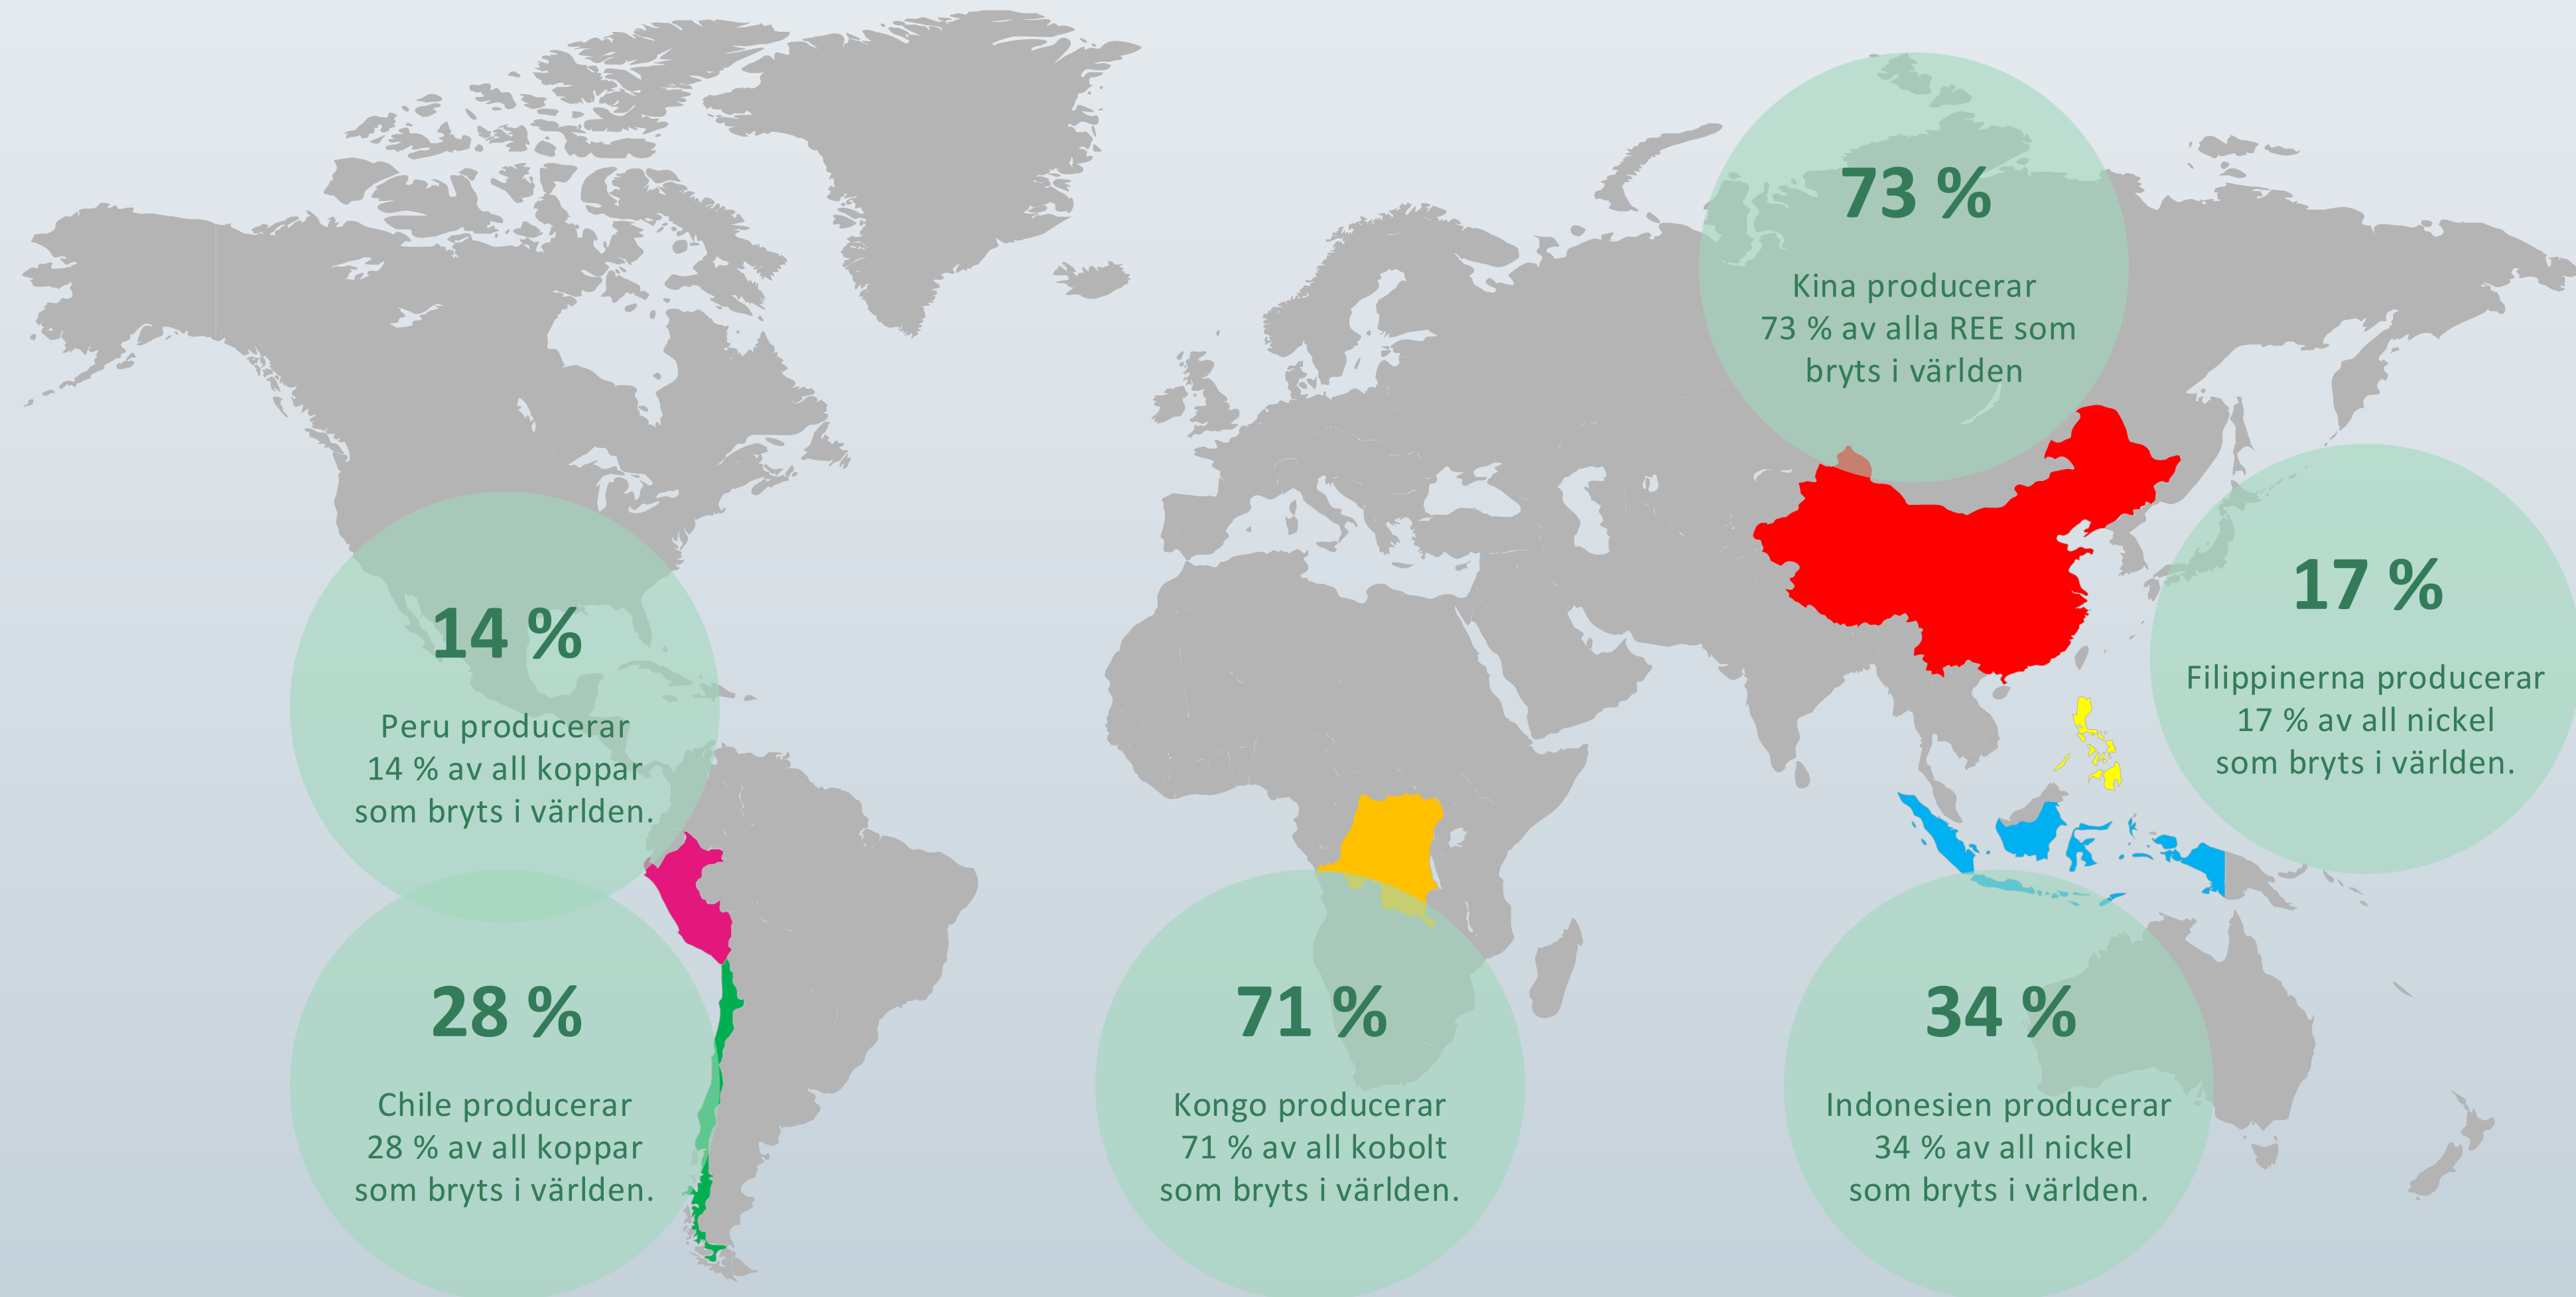 73 %
Kina producerar
73 % av alla REE som
bryts i världen
17 %
Filippinerna producerar
17 % av all nickel
som bryts i världen.
14 %
Peru producerar
14 % av all koppar
som bryts i världen.
28 %
Chile producerar
28 % av all koppar
som bryts i världen.
71 %
Kongo producerar
71 % av all kobolt
som bryts i världen.
34 %
Indonesien producerar
34 % av all nickel
som bryts i världen.